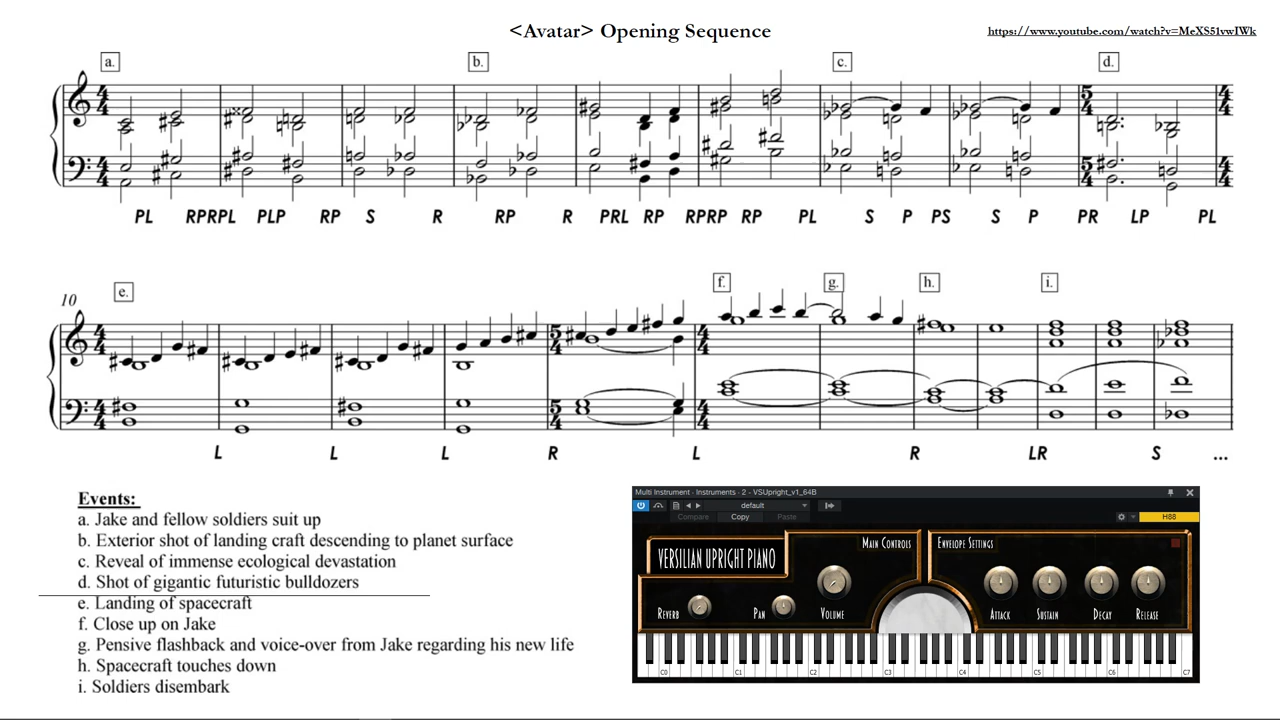 <Avatar> Opening Sequence
https://www.youtube.com/watch?v=MeXS51vwIWk
a. b. c. d.
PL RPRPL PLP RP S R RP R PRL RP RPRP RP PL S P PS S P PR LP PL
10
e. f. g. h. i.
L L L R L R LR S ...
Events:
a. Jake and fellow soldiers suit up
b. Exterior shot of landing craft descending to planet surface
c. Reveal of immense ecological devastation
d. Shot of gigantic futuristic bulldozers
e. Landing of spacecraft
f. Close up on Jake
g. Pensive flashback and voice-over from Jake regarding his new life
h. Spacecraft touches down
i. Soldiers disembark
Multi Instrument - Instruments - 2 - VSUpright_v1_64B
default
Compare Copy Paste
H88
VERSILIAN UPRIGHT PIANO
MAIN CONTROLS
ENVELOPE SETTINGS
REVERB PAN VOLUME
ATTACK SUSTAIN DECAY RELEASE
C0 C1 C2 C3 C4 C5 C6 C7